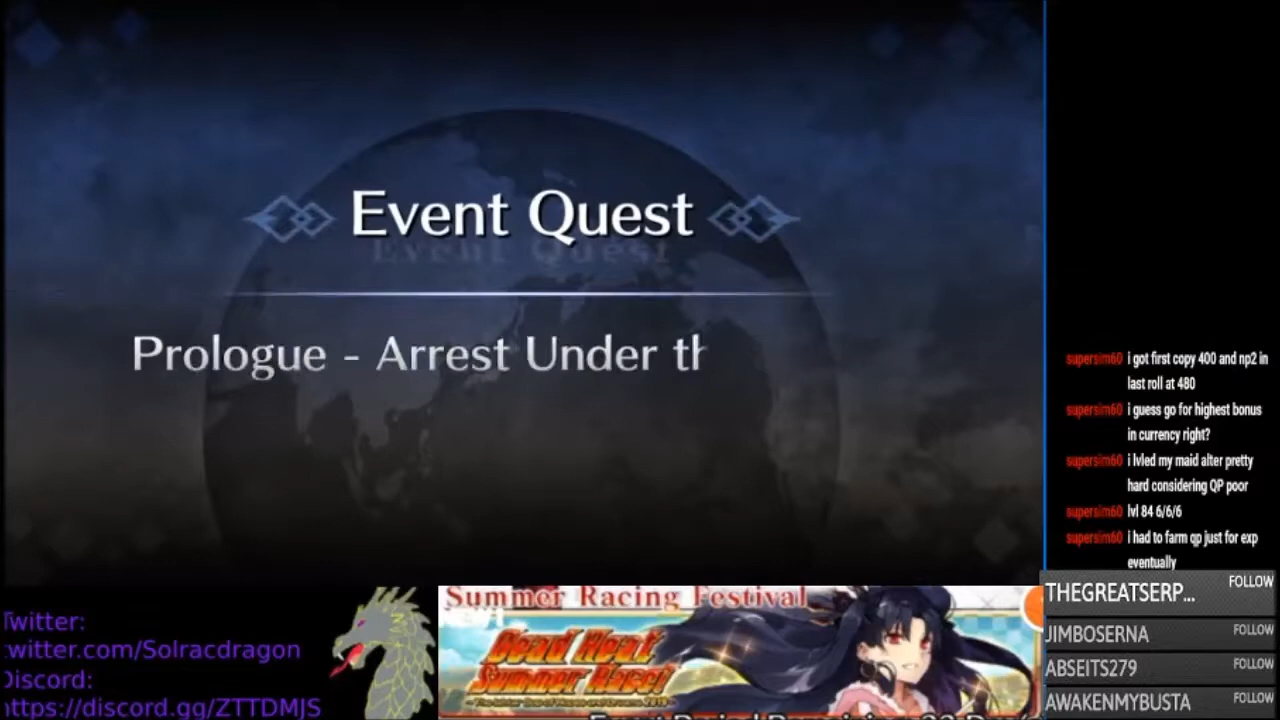 Event Quest
Prologue - Arrest Under th
supersim60 i got first copy 400 and np2 in
last roll at 480
supersim60 i guess go for highest bonus
in currency right?
supersim60 i lvled my maid alter pretty
hard considering QP poor
supersim60 lvl 84 6/6/6
supersim60 i had to farm qp just for exp
eventually
THEGREATSERP... FOLLOW
JIMBOSERNA FOLLOW
ABSEITS279 FOLLOW
AWAKENMYBUSTA FOLLOW
Twitter:
twitter.com/Solracdragon
Discord:
https://discord.gg/ZTTDMJS
Summer Racing Festival
Dead Heat
Summer Race!